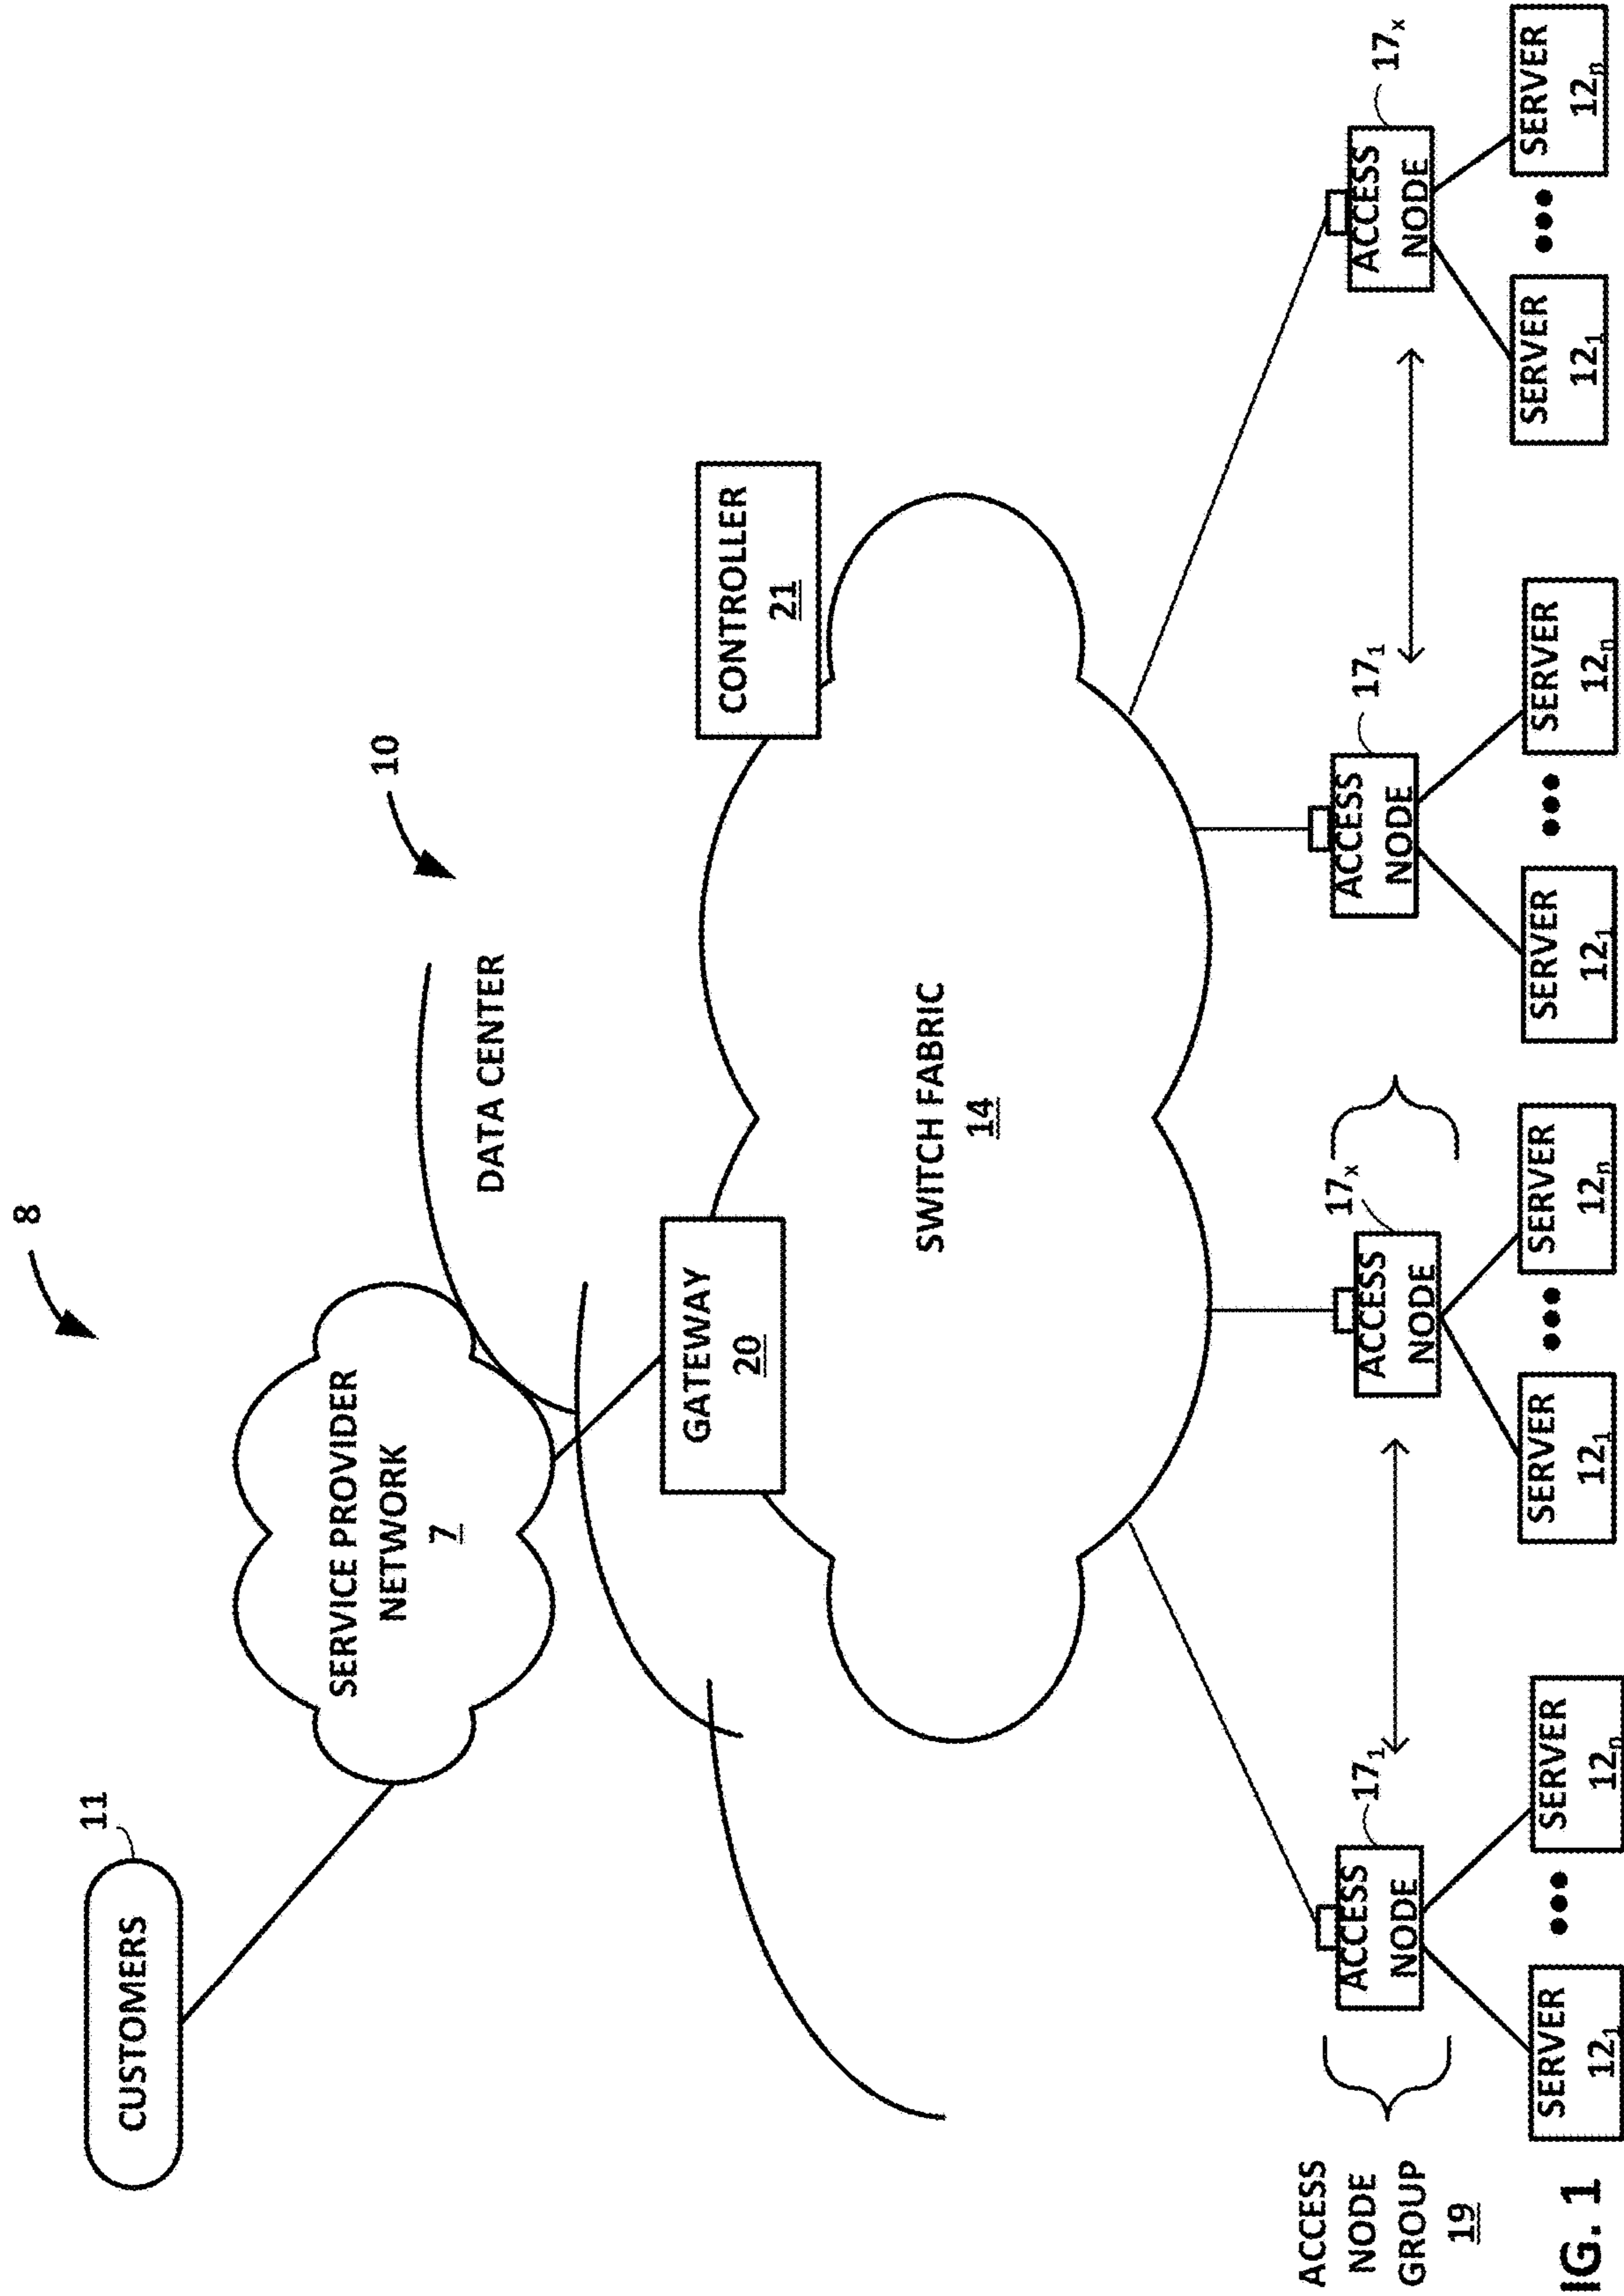 8
CUSTOMERS
11
SERVICE PROVIDER
NETWORK
7
10
DATA CENTER
GATEWAY
20
CONTROLLER
21
SWITCH FABRIC
14
ACCESS
NODE
GROUP
19
ACCESS
NODE
17₁
ACCESS
NODE
17ₓ
ACCESS
NODE
17₁
ACCESS
NODE
17ₓ
SERVER
12₁
SERVER
12ₙ
SERVER
12₁
SERVER
12ₙ
SERVER
12₁
SERVER
12ₙ
SERVER
12₁
SERVER
12ₙ
IG. 1